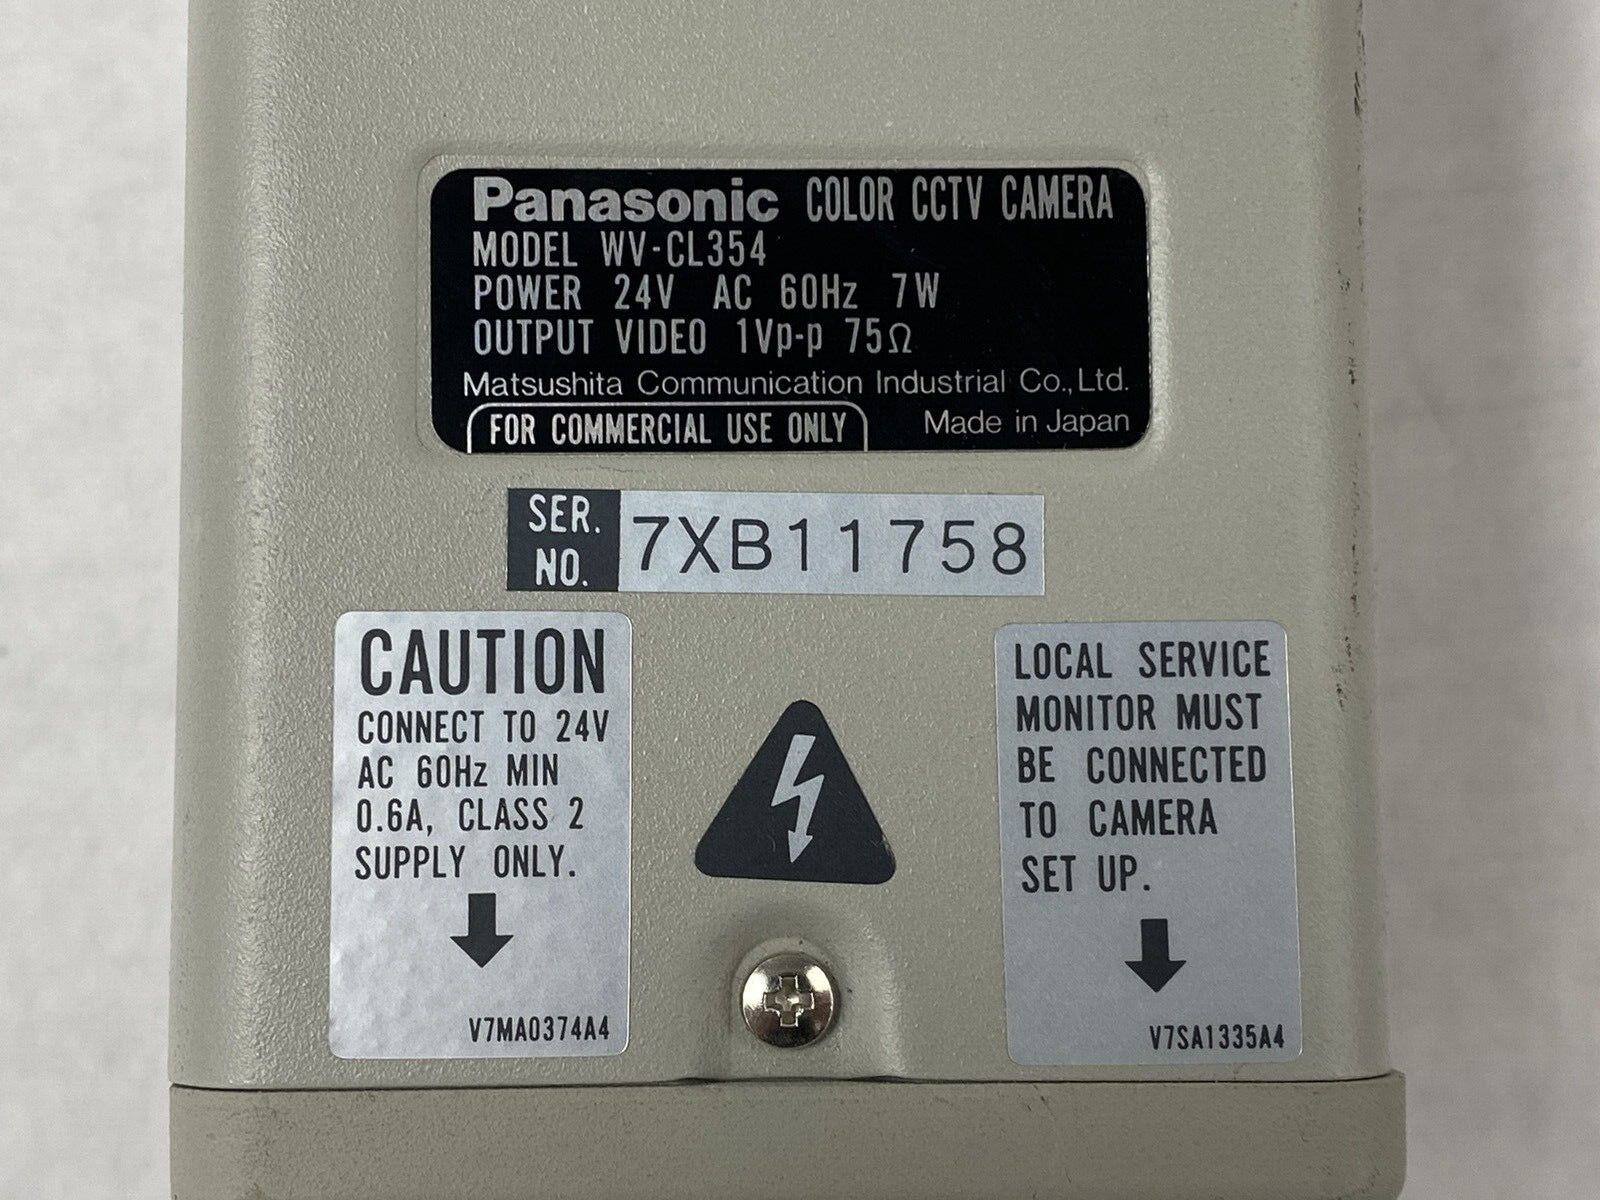 Panasonic COLOR CCTV CAMERA
MODEL WV-CL354
POWER 24V AC 60Hz 7W
OUTPUT VIDEO 1Vp-p 75Ω
Matsushita Communication Industrial Co.,Ltd.
FOR COMMERCIAL USE ONLY Made in Japan
SER.
NO.
7XB11758
CAUTION
CONNECT TO 24V
AC 60Hz MIN
0.6A, CLASS 2
SUPPLY ONLY.
V7MA0374A4
LOCAL SERVICE
MONITOR MUST
BE CONNECTED
TO CAMERA
SET UP.
V7SA1335A4